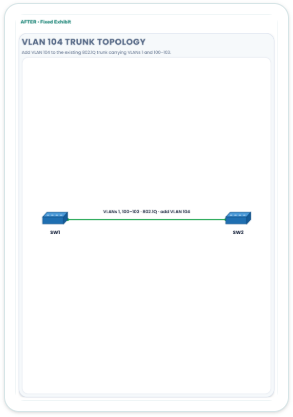 AFTER · Fixed Exhibit
VLAN 104 TRUNK TOPOLOGY
Add VLAN 104 to the existing 802.1Q trunk carrying VLANs 1 and 100–103
VLANs 1, 100–103 · 802.1Q · add VLAN 104
SW1
SW2